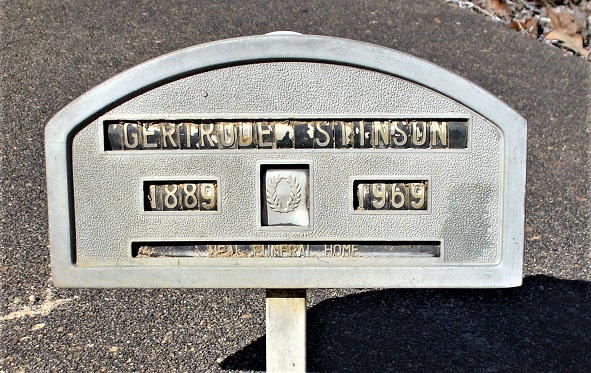 GERTRUDE STINSON
1889 1969
FUNERAL HOME